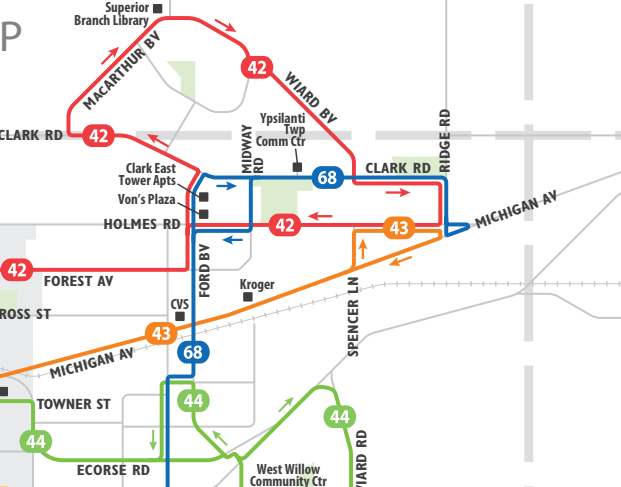 Superior
Branch Library
P
MACARTHUR BV
42
WIARD BV
CLARK RD
42
Ypsilanti
Twp
Comm Ctr
MIDWAY
RD
RIDGE RD
Clark East
Tower Apts
68
CLARK RD
Von's Plaza
HOLMES RD
42
43
MICHIGAN AV
42
FOREST AV
FORD BV
Kroger
SPENCER LN
ROSS ST
CVS
43
MICHIGAN AV
68
TOWNER ST
44
44
44
ECORSE RD
West Willow
Community Ctr
IARD RD